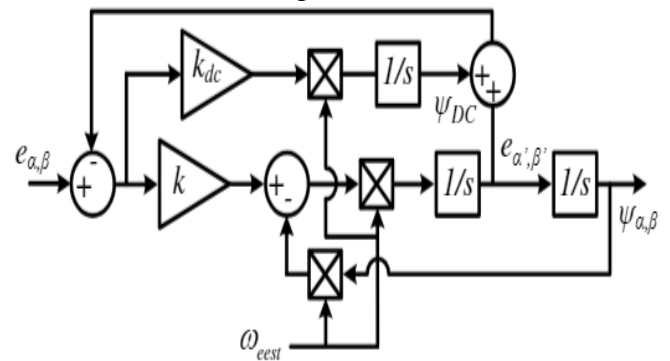 k_dc
1/s
+
+
ψ_DC
e_α,β
-
+
k
+
-
1/s
e_α',β'
1/s
ψ_α,β
ω_eest